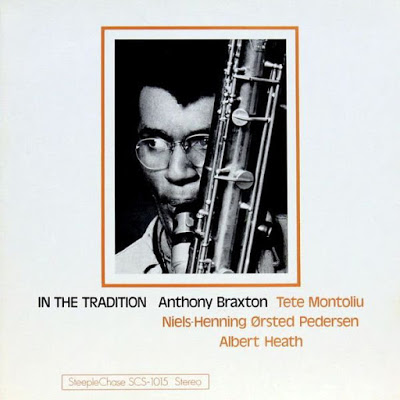 IN THE TRADITION Anthony Braxton Tete Montoliu
Niels-Henning Ørsted Pedersen
Albert Heath
SteepleChase SCS-1015 Stereo